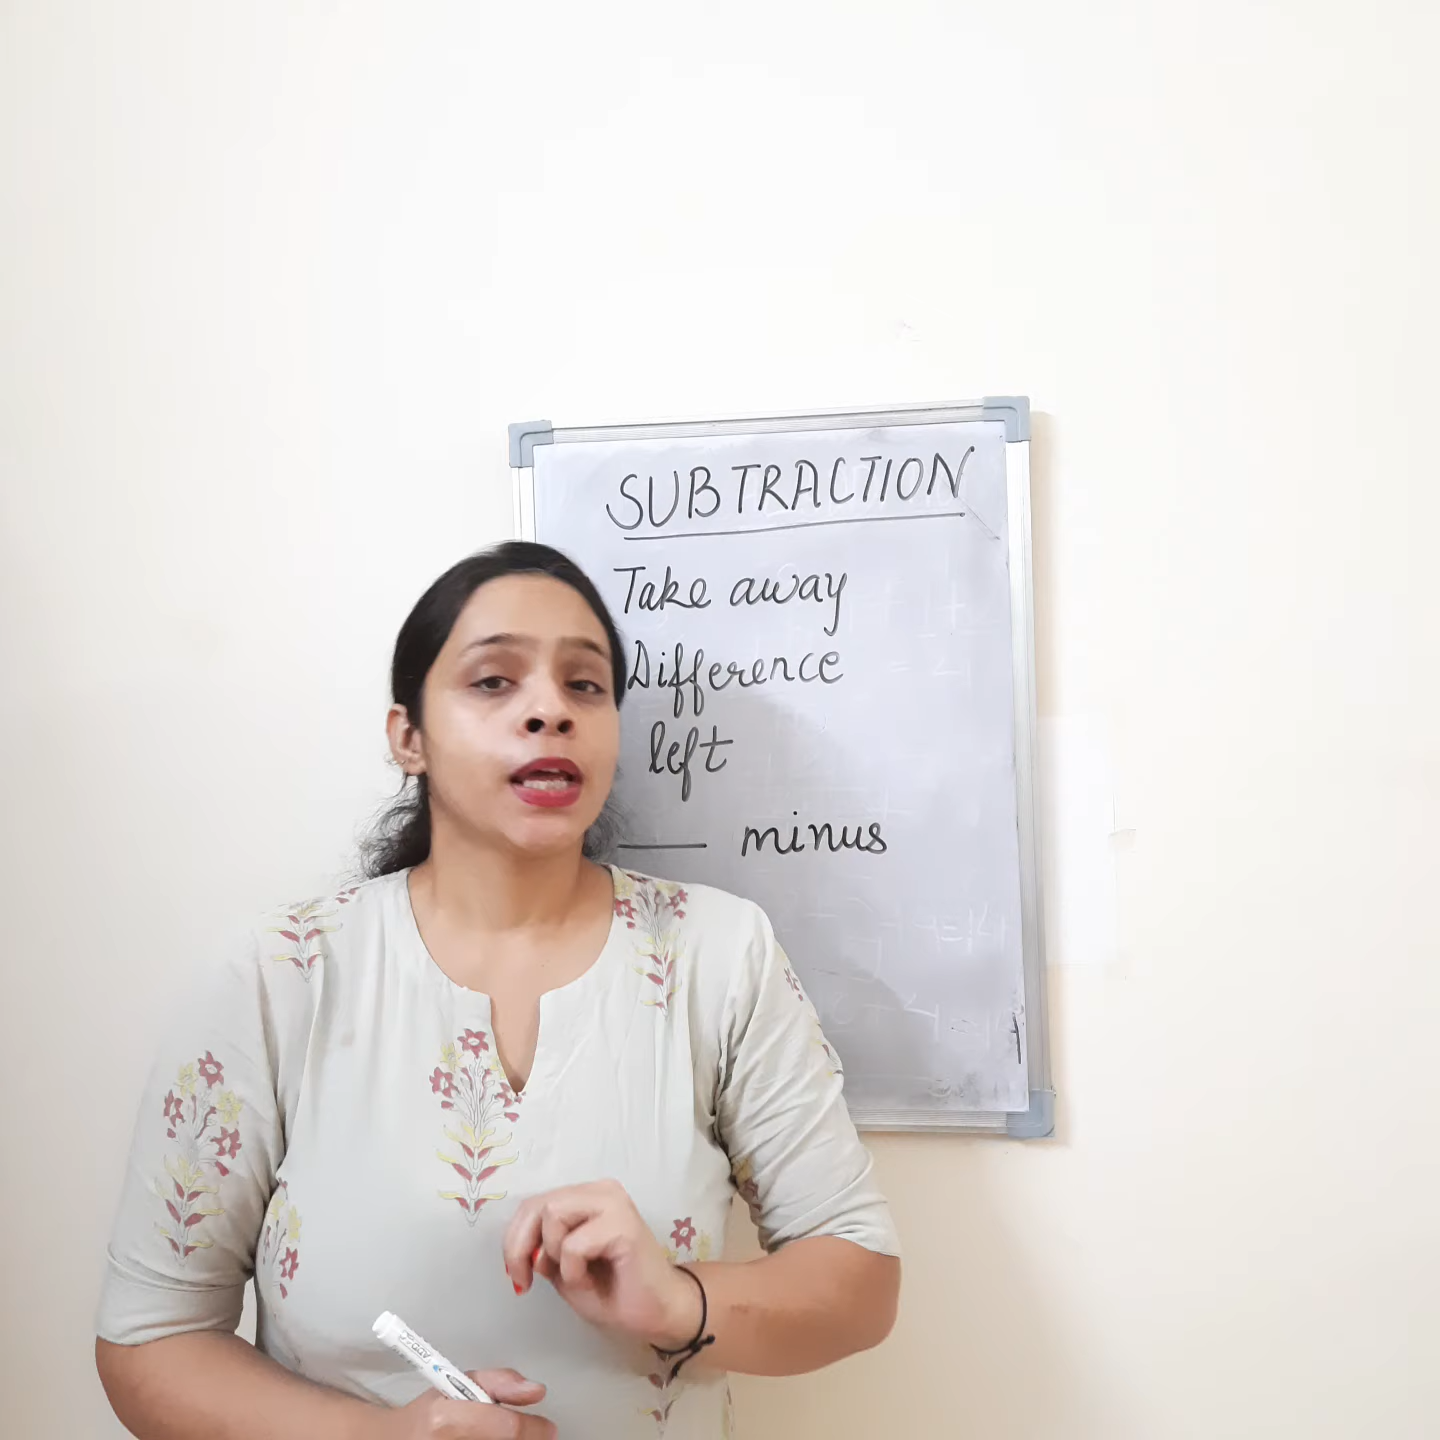 SUBTRACTION
Take away
Difference
left
— minus